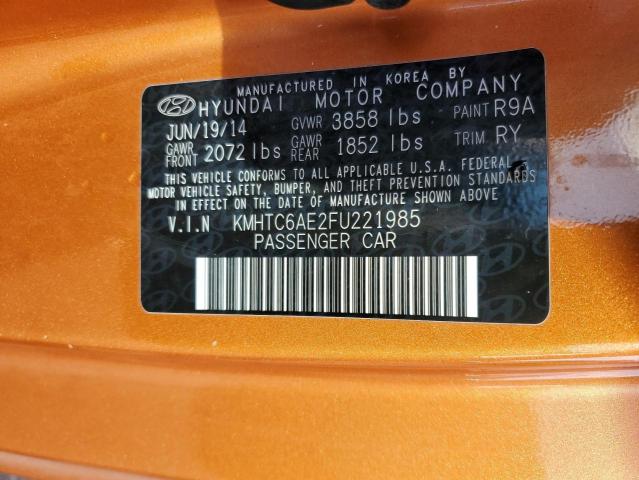 MANUFACTURED IN KOREA BY
HYUNDAI MOTOR COMPANY
JUN/19/14 GVWR 3858 lbs PAINT R9A
GAWR FRONT 2072 lbs GAWR REAR 1852 lbs TRIM RY
THIS VEHICLE CONFORMS TO ALL APPLICABLE U.S.A. FEDERAL
MOTOR VEHICLE SAFETY, BUMPER, AND THEFT PREVENTION STANDARDS
IN EFFECT ON THE DATE OF MANUFACTURE SHOWN ABOVE.
V.I.N KMHTC6AE2FU221985
PASSENGER CAR